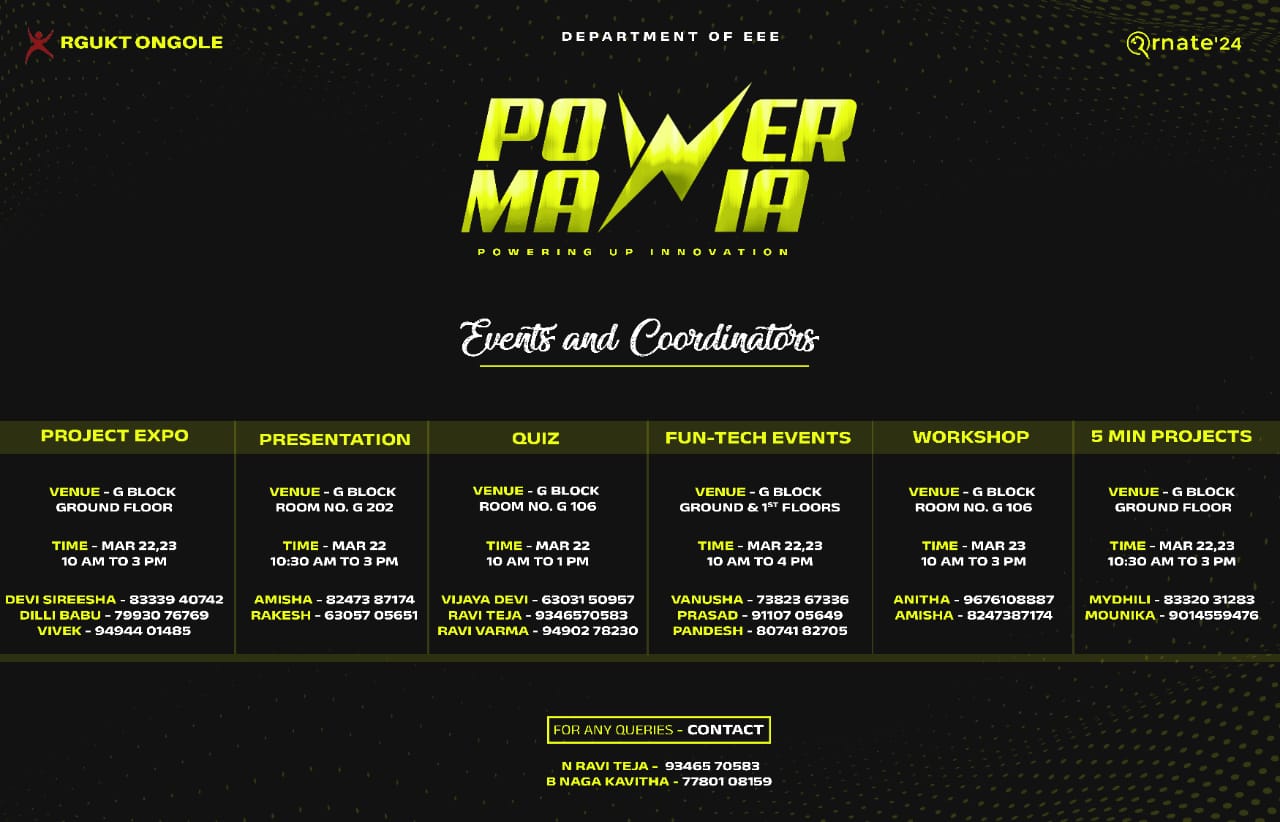 RGUKT ONGOLE
DEPARTMENT OF EEE
Ornate'24
POWER
MANIA
POWERING UP INNOVATION
Events and Coordinators
PROJECT EXPO
VENUE - G BLOCK
GROUND FLOOR
TIME - MAR 22,23
10 AM TO 3 PM
DEVI SIREESHA - 83339 40742
DILLI BABU - 79930 76769
VIVEK - 94944 01485
PRESENTATION
VENUE - G BLOCK
ROOM NO. G 202
TIME - MAR 22
10:30 AM TO 3 PM
AMISHA - 82473 87174
RAKESH - 63057 05651
QUIZ
VENUE - G BLOCK
ROOM NO. G 106
TIME - MAR 22
10 AM TO 1 PM
VIJAYA DEVI - 63031 50957
RAVI TEJA - 9346570583
RAVI VARMA - 94902 78230
FUN-TECH EVENTS
VENUE - G BLOCK
GROUND & 1ST FLOORS
TIME - MAR 22,23
10 AM TO 4 PM
VANUSHA - 73823 67336
PRASAD - 91107 05649
PANDESH - 80741 82705
WORKSHOP
VENUE - G BLOCK
ROOM NO. G 106
TIME - MAR 23
10 AM TO 3 PM
ANITHA - 9676108887
AMISHA - 8247387174
5 MIN PROJECTS
VENUE - G BLOCK
GROUND FLOOR
TIME - MAR 22,23
10:30 AM TO 3 PM
MYDHILI - 83320 31283
MOUNIKA - 9014559476
FOR ANY QUERIES - CONTACT
N RAVI TEJA - 93465 70583
B NAGA KAVITHA - 77801 08159